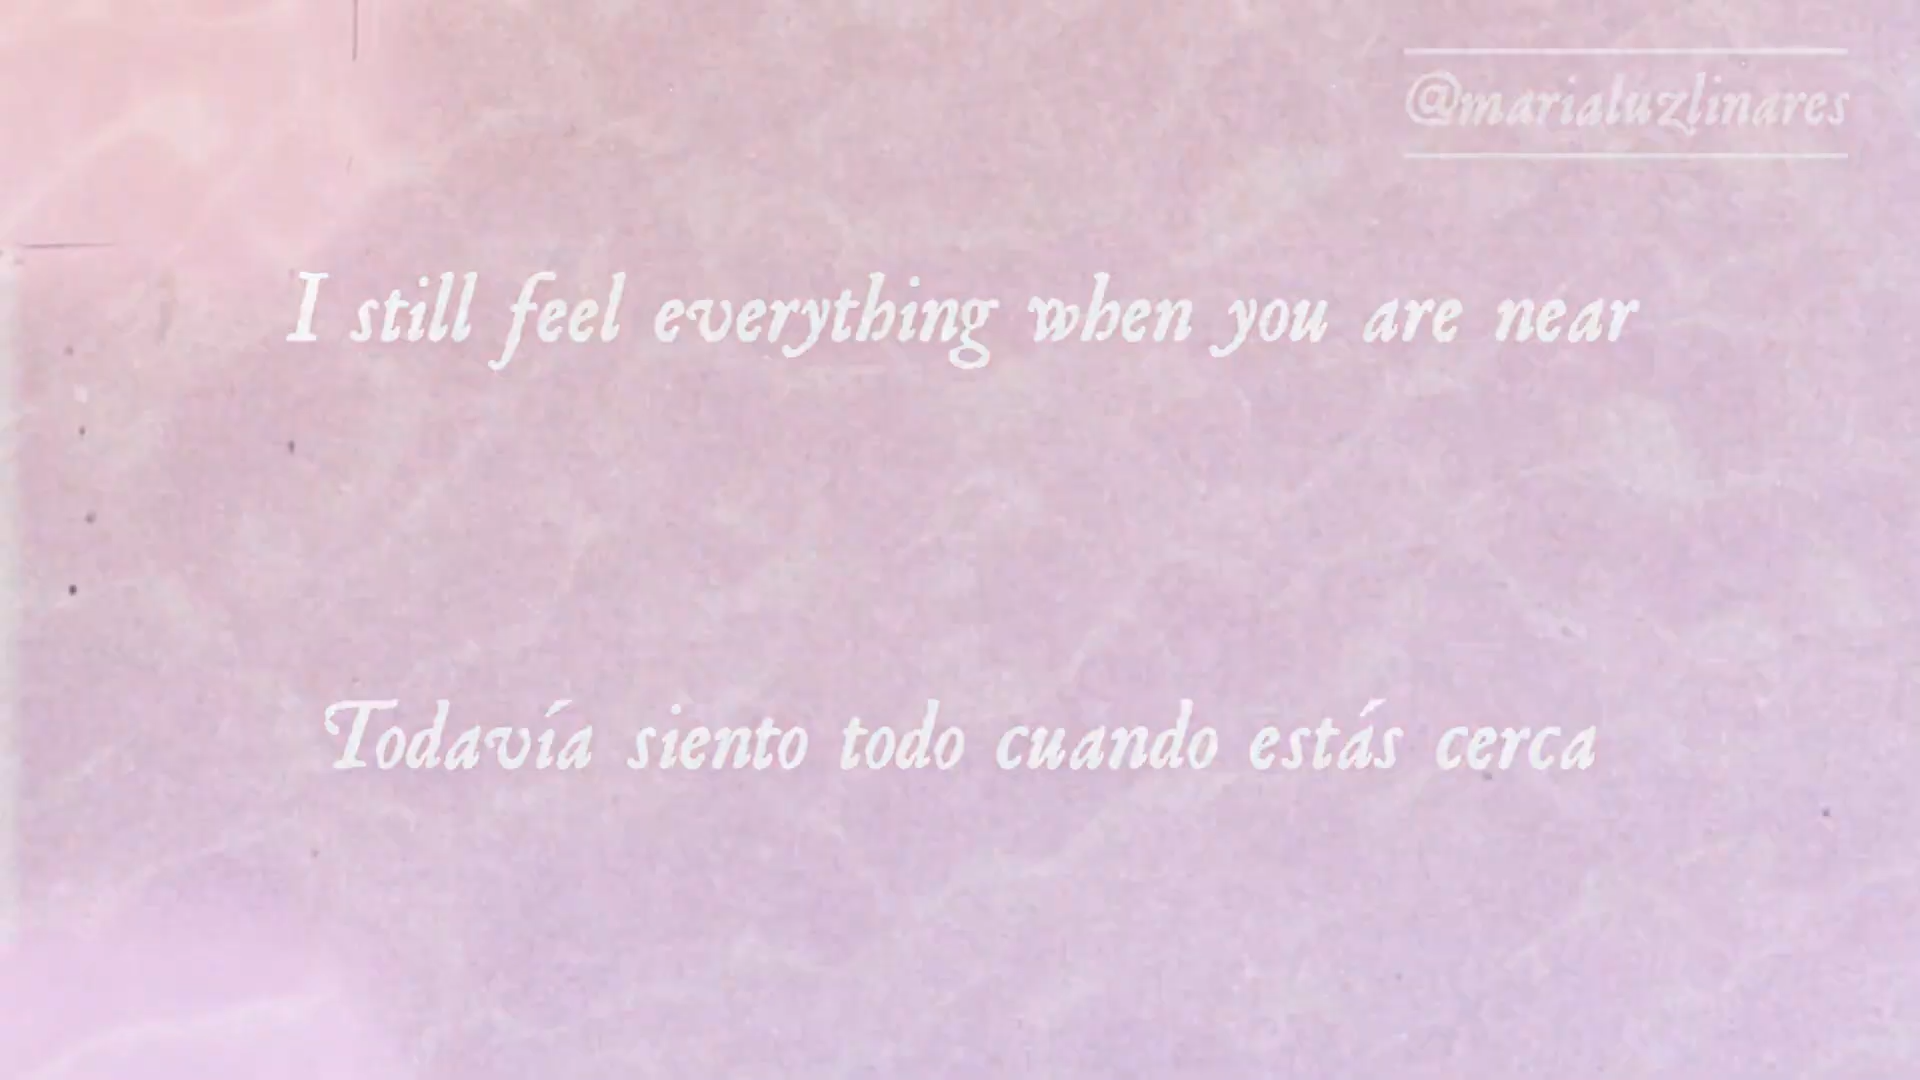 @marialuzlinares
I still feel everything when you are near
Todavía siento todo cuando estás cerca